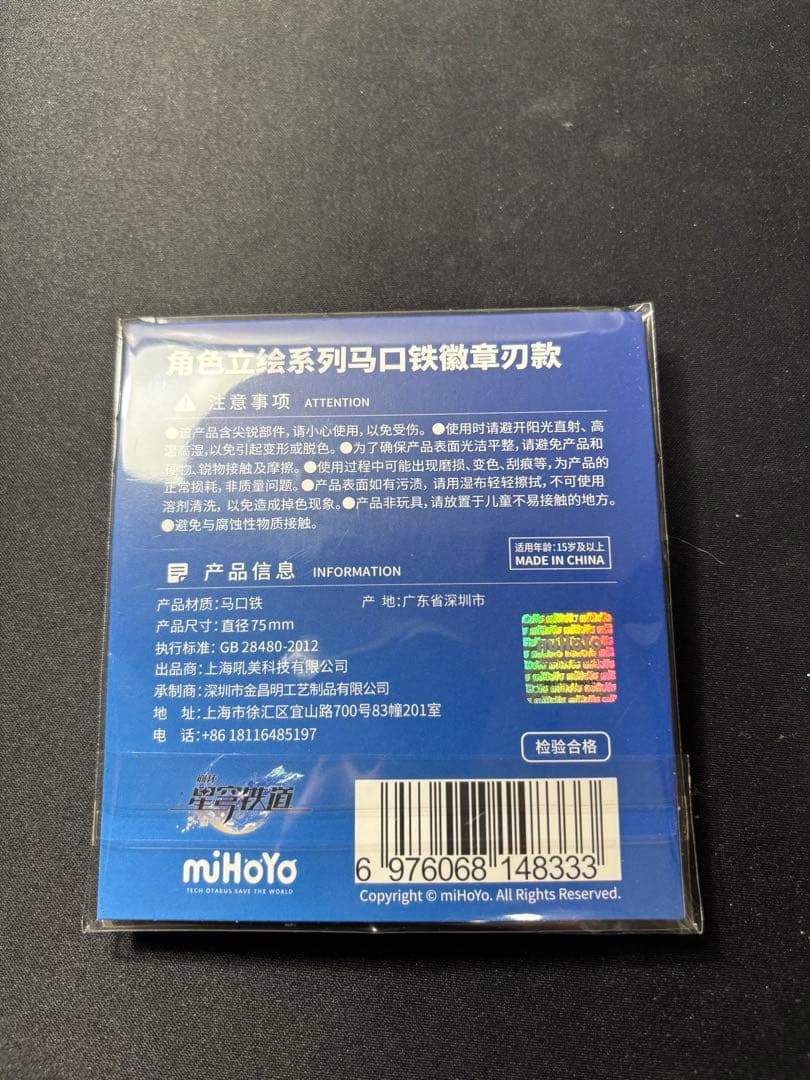 角色立绘系列马口铁徽章刃款
注意事项 ATTENTION
●该产品含尖锐部件,请小心使用,以免受伤。●使用时请避开阳光直射、高
温高湿,以免引起变形或脱色。●为了确保产品表面光洁平整,请避免产品和
硬物、锐物接触及摩擦。●使用过程中可能出现磨损、变色、刮痕等,为产品的
正常损耗,非质量问题。●产品表面如有污渍,请用湿布轻轻擦拭,不可使用
溶剂清洗,以免造成掉色现象。●产品非玩具,请放置于儿童不易接触的地方。
●避免与腐蚀性物质接触。
适用年龄:15岁及以上
MADE IN CHINA
产品信息 INFORMATION
产品材质:马口铁 产 地:广东省深圳市
产品尺寸:直径75mm
执行标准:GB 28480-2012
出品商:上海吼美科技有限公司
承制商:深圳市金昌明工艺制品有限公司
地 址:上海市徐汇区宜山路700号83幢201室
电 话:+86 18116485197
miHoYo
检验合格
崩坏
星穹铁道
miHoYo
TECH OTAKUS SAVE THE WORLD
6 976068 148333
Copyright © miHoYo. All Rights Reserved.